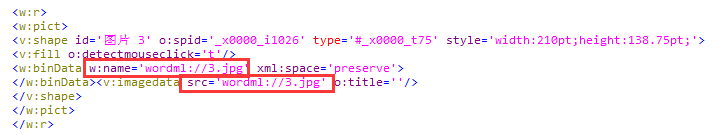 <w:r>
<w:pict>
<v:shape id='图片 3' o:spid='_x0000_i1026' type='#_x0000_t75' style='width:210pt;height:138.75pt;'>
<v:fill o:detectmouseclick='t'/>
<w:binData w:name='wordml://3.jpg' xml:space='preserve'>
</w:binData><v:imagedata src='wordml://3.jpg' o:title=''/>
</v:shape>
</w:pict>
</w:r>